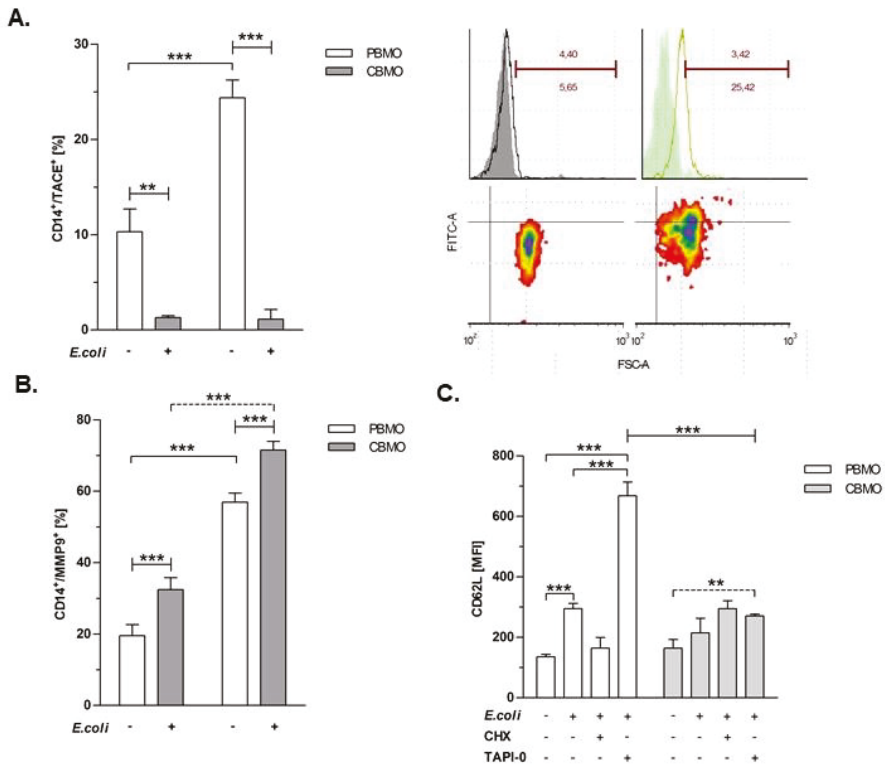 A.
***
***
**
CD14+/TACE+ [%]
30
20
10
0
E.coli - + - +
PBMO
CBMO
4,40
5,65
3,42
25,42
FITC-A
10² 10³ 10² 10³
FSC-A
B.
***
***
***
***
CD14+/MMP9+ [%]
80
60
40
20
0
E.coli - + - +
PBMO
CBMO
C.
***
***
***
***
**
CD62L [MFI]
800
600
400
200
0
PBMO
CBMO
E.coli - + + + - + + +
CHX - - + - - - + -
TAPI-0 - - - + - - - +